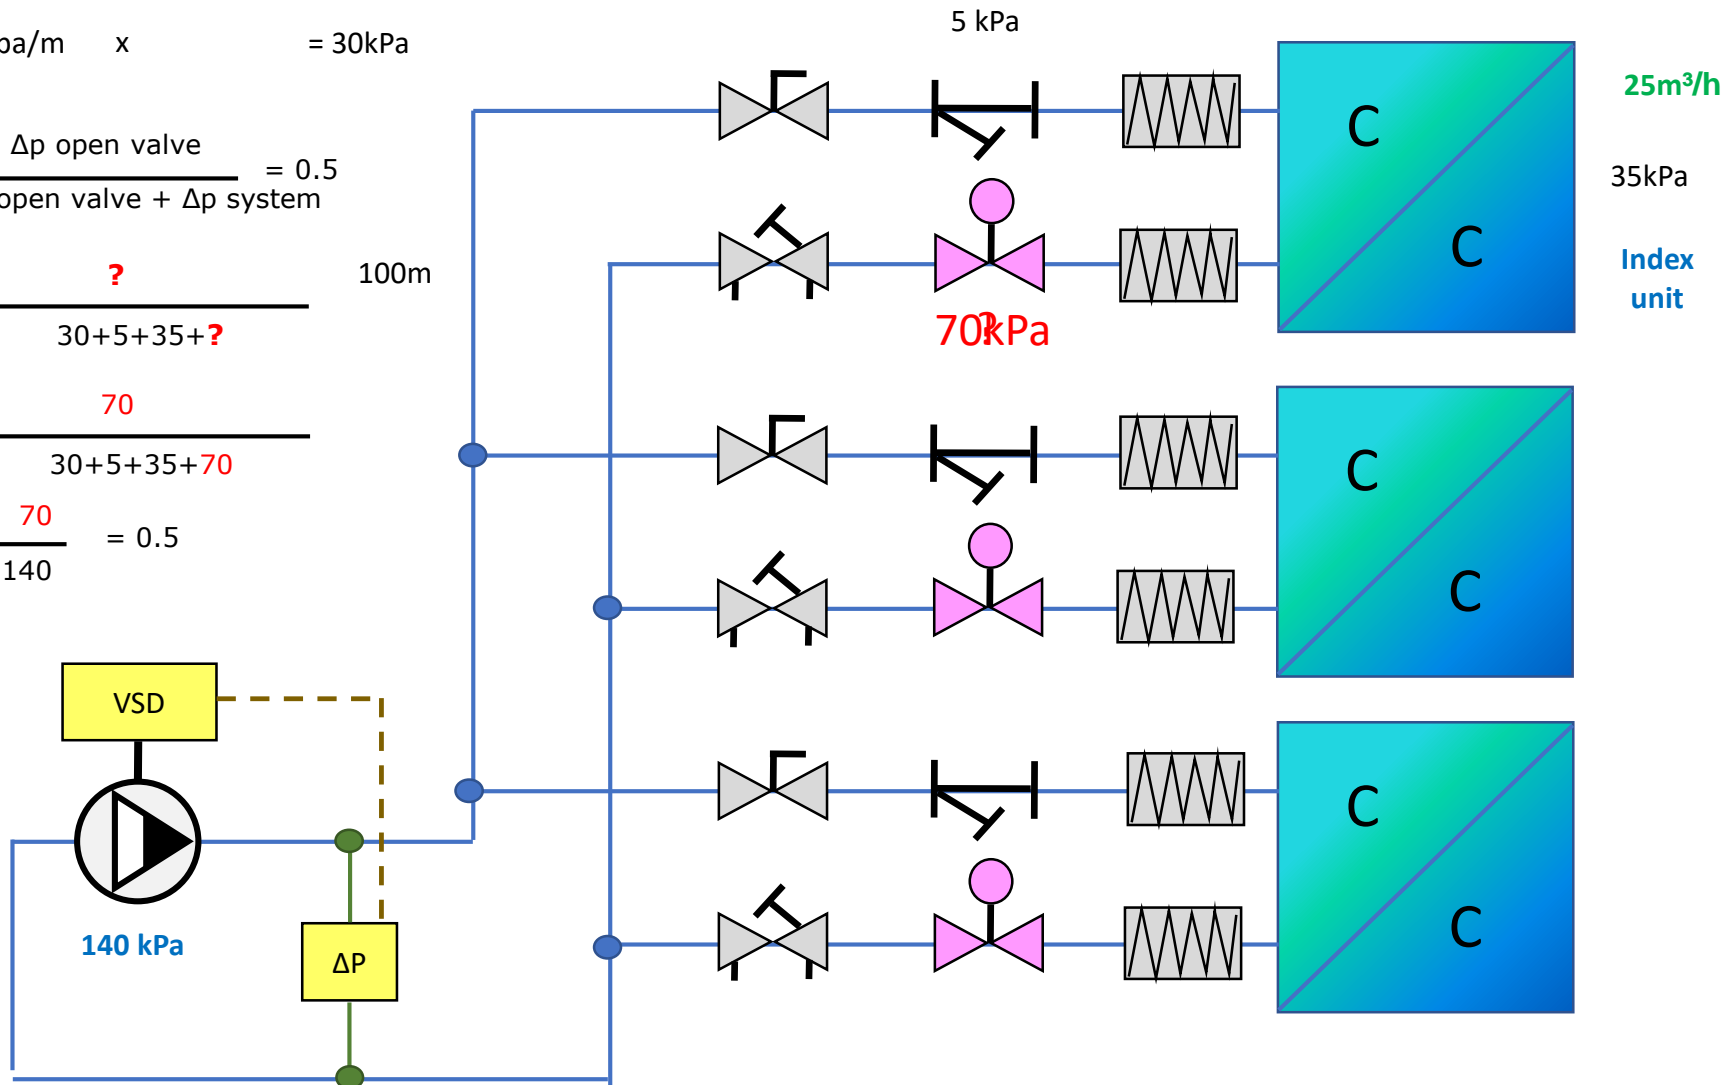 5 kPa
x = 30kPa
25m³/h
Δp open valve
= 0.5
open valve + Δp system
35kPa
?
100m
Index
unit
30+5+35+?
70kPa
?
70
30+5+35+70
70
= 0.5
140
VSD
140 kPa
ΔP
C
C
C
C
C
C